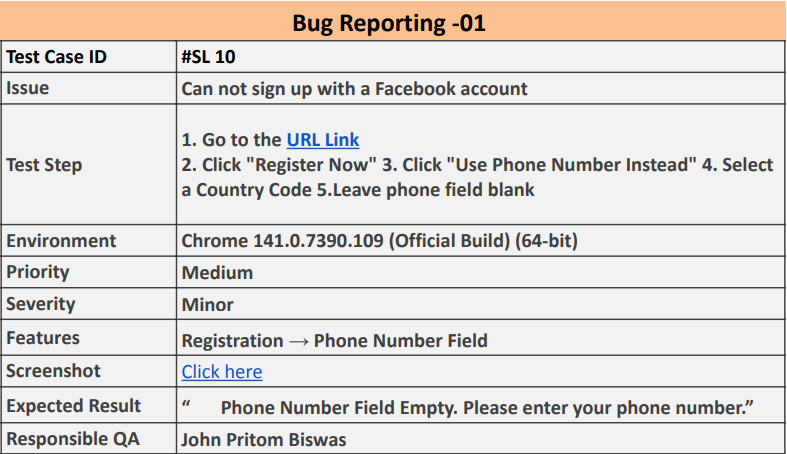 Bug Reporting -01
Test Case ID #SL 10
Issue Can not sign up with a Facebook account
Test Step
1. Go to the URL Link
2. Click "Register Now" 3. Click "Use Phone Number Instead" 4. Select
a Country Code 5.Leave phone field blank
Environment Chrome 141.0.7390.109 (Official Build) (64-bit)
Priority Medium
Severity Minor
Features Registration → Phone Number Field
Screenshot Click here
Expected Result “ Phone Number Field Empty. Please enter your phone number.”
Responsible QA John Pritom Biswas